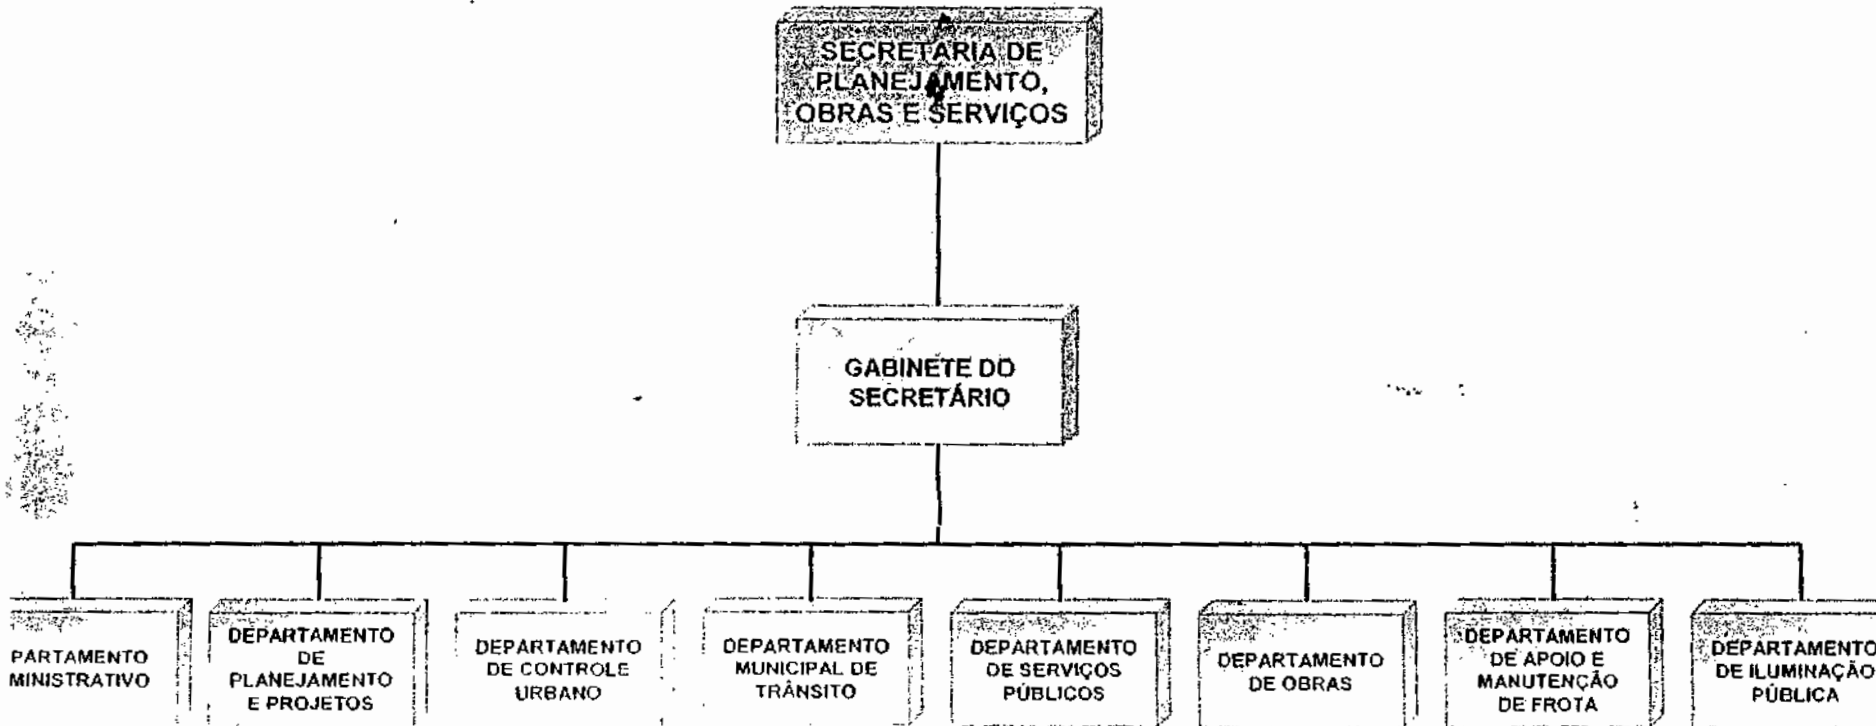 SECRETARIA DE
PLANEJAMENTO,
OBRAS E SERVIÇOS
GABINETE DO
SECRETÁRIO
PARTAMENTO
MINISTRATIVO
DEPARTAMENTO
DE
PLANEJAMENTO
E PROJETOS
DEPARTAMENTO
DE CONTROLE
URBANO
DEPARTAMENTO
MUNICIPAL DE
TRÂNSITO
DEPARTAMENTO
DE SERVIÇOS
PÚBLICOS
DEPARTAMENTO
DE OBRAS
DEPARTAMENTO
DE APOIO E
MANUTENÇÃO
DE FROTA
DEPARTAMENTO
DE ILUMINAÇÃO
PÚBLICA